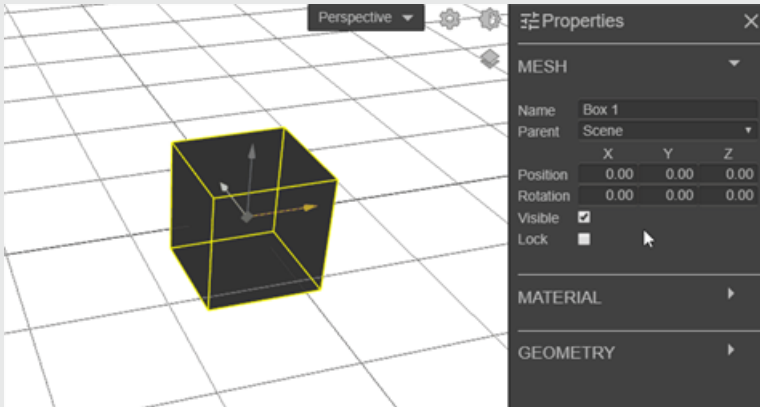 Perspective
Properties
MESH
Name Box 1
Parent Scene
X Y Z
Position 0.00 0.00 0.00
Rotation 0.00 0.00 0.00
Visible
Lock
MATERIAL
GEOMETRY